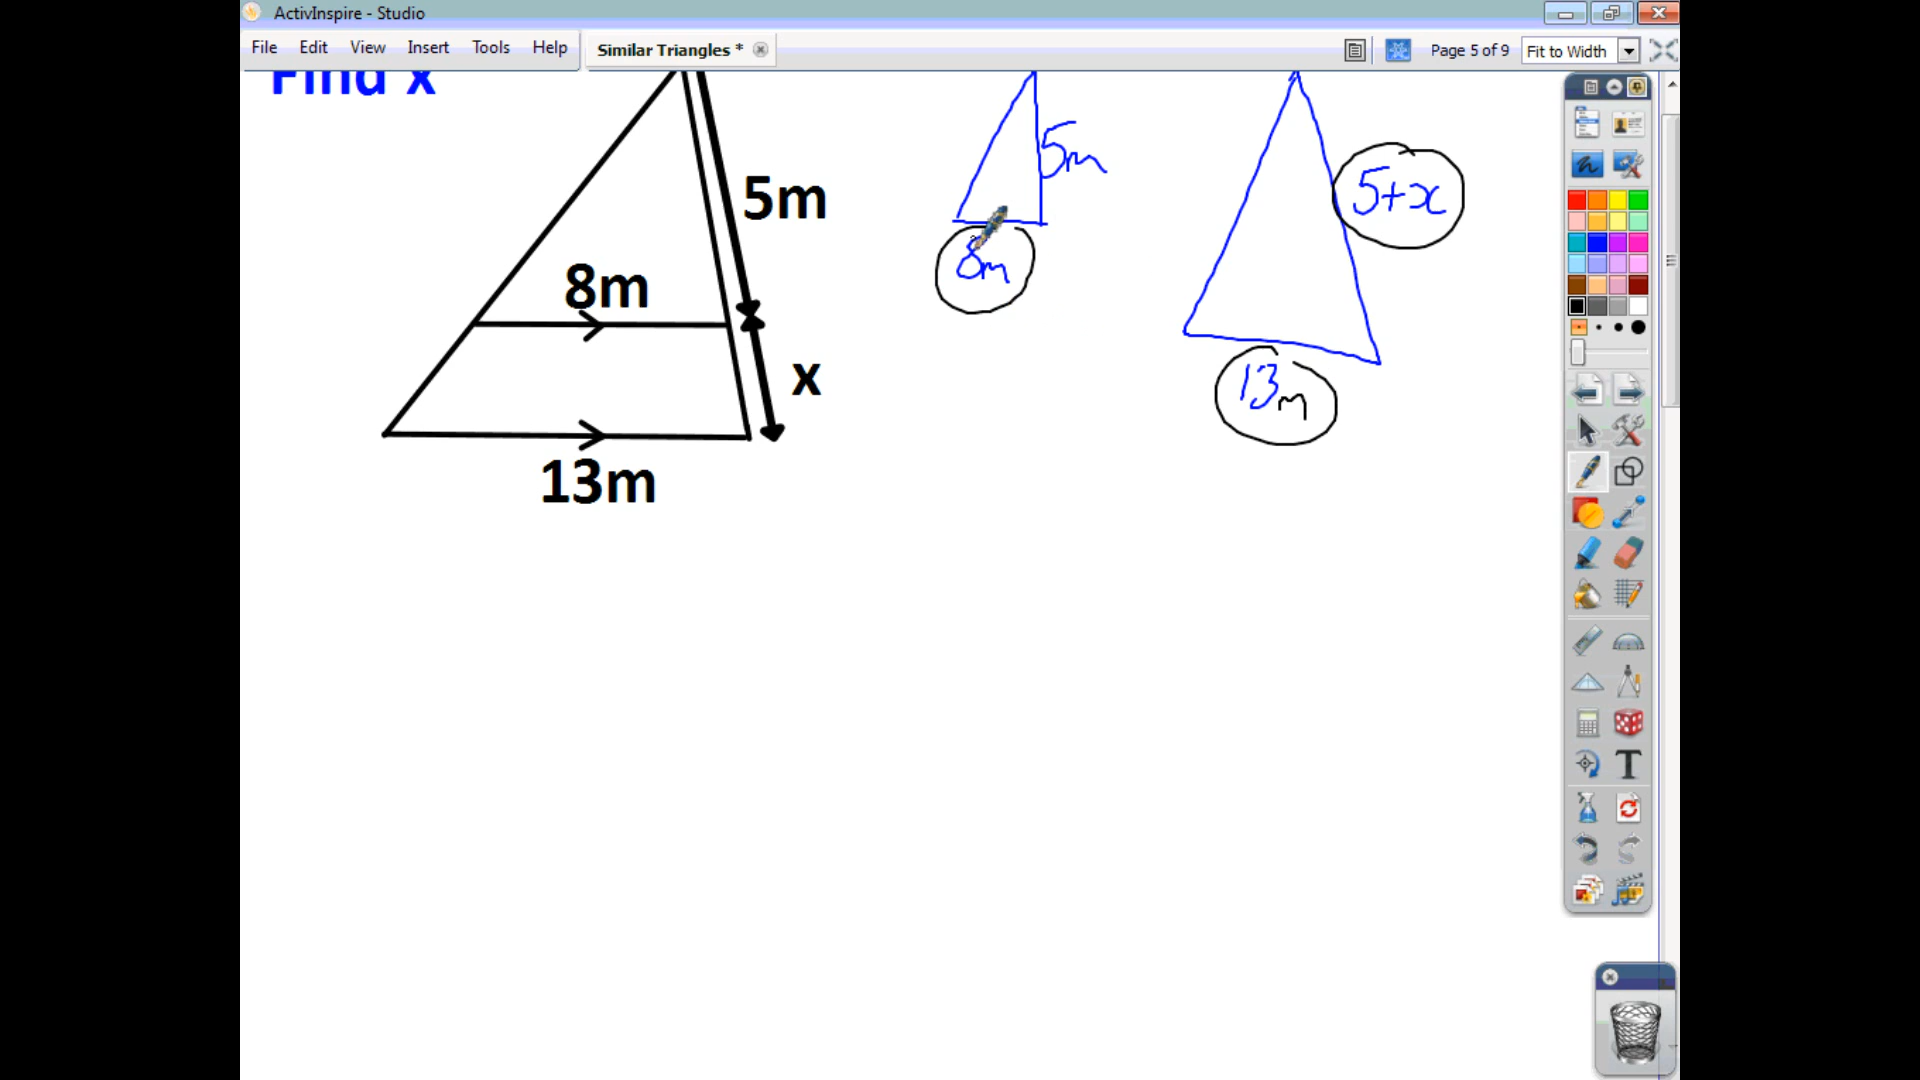 ActivInspire - Studio
File Edit View Insert Tools Help
Similar Triangles *
Page 5 of 9
Fit to Width
Find x
5m
8m
x
13m
5m
8m
5+x
13m